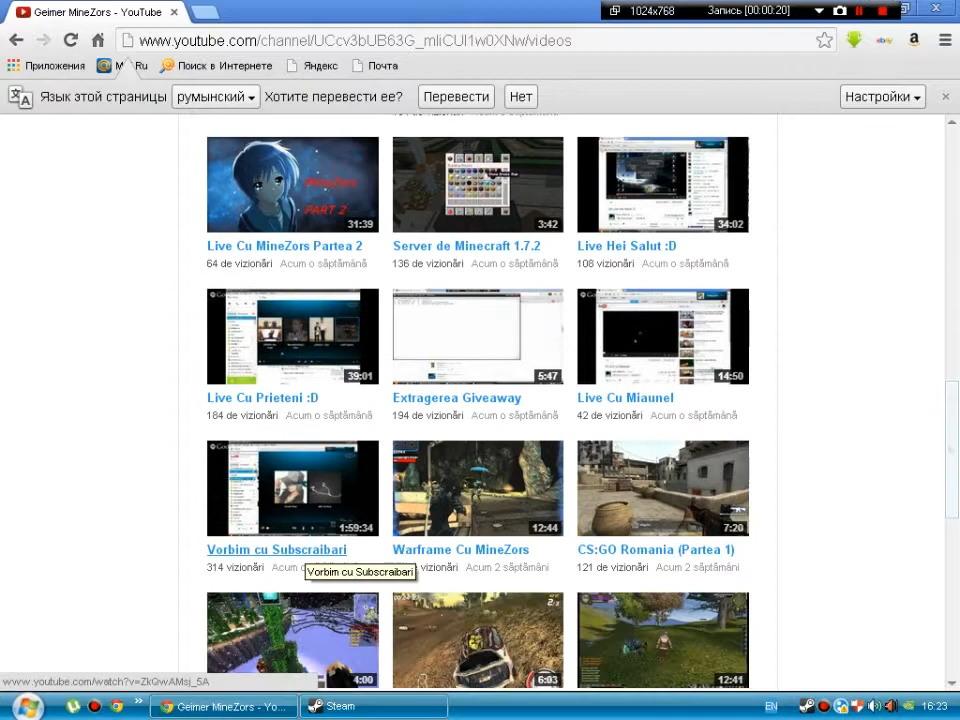 Geimer MineZors - YouTube
1024x768
Запись [00:00:20]
www.youtube.com/channel/UCcv3bUB63G_mliCUl1w0XNw/videos
Приложения
Ru
Поиск в Интернете
Яндекс
Почта
Язык этой страницы румынский Хотите перевести ее? Перевести Нет Настройки
MineZors
PART 2
31:39
3:42
34:02
Live Cu MineZors Partea 2
Server de Minecraft 1.7.2
Live Hei Salut :D
64 de vizionări Acum o săptămână
136 de vizionări Acum o săptămână
108 vizionări Acum o săptămână
39:01
5:47
14:50
Live Cu Prieteni :D
Extragerea Giveaway
Live Cu Miaunel
184 de vizionări Acum o săptămână
194 de vizionări Acum o săptămână
42 de vizionări Acum o săptămână
1:59:34
12:44
7:20
Vorbim cu Subscraibari
Warframe Cu MineZors
CS:GO Romania (Partea 1)
314 vizionări
vizionări Acum 2 săptămâni
121 de vizionări Acum 2 săptămâni
Vorbim cu Subscraibari
4:00
6:03
12:41
www.youtube.com/watch?v=ZkQwAMsj_5A
Geimer MineZors - Yo...
Steam
EN
16:23